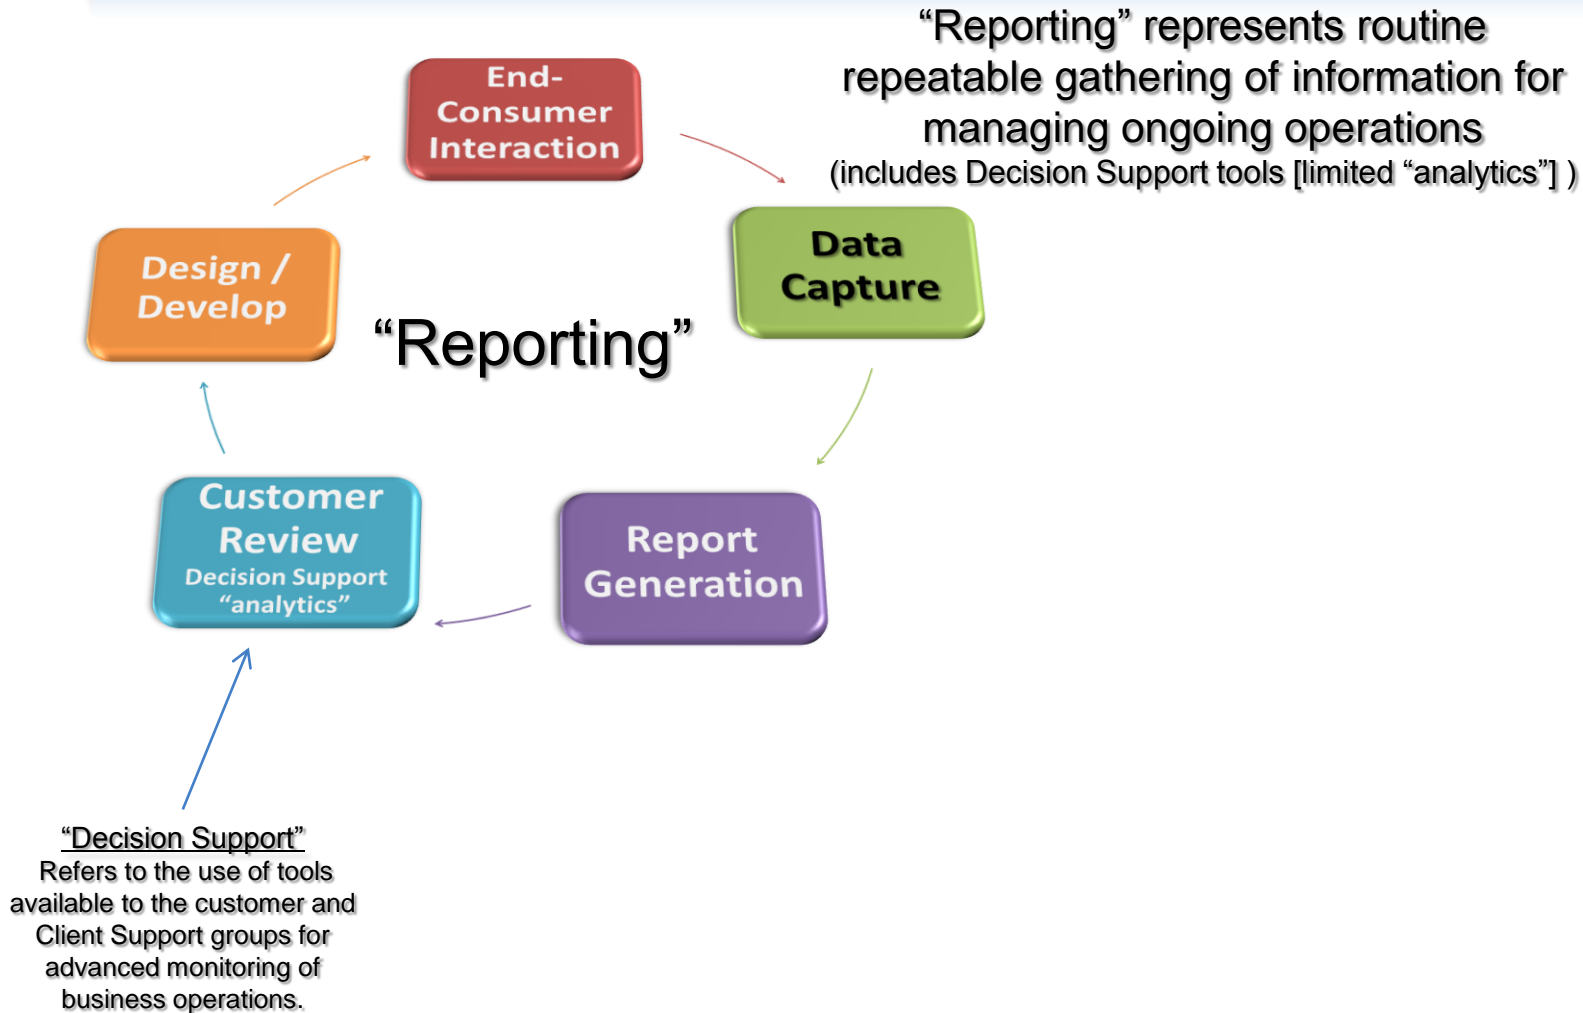 “Reporting” represents routine
repeatable gathering of information for
managing ongoing operations
(includes Decision Support tools [limited “analytics”] )
End-
Consumer
Interaction
Data
Capture
Design /
Develop
“Reporting”
Customer
Review
Decision Support
“analytics”
Report
Generation
“Decision Support”
Refers to the use of tools
available to the customer and
Client Support groups for
advanced monitoring of
business operations.